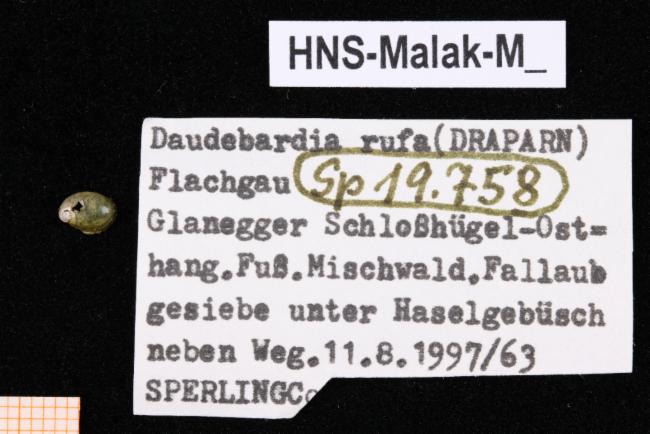 HNS-Malak-M_
Daudebardia rufa(DRAPARN)
Flachgau Sp 19.758
Glanegger Schloßhügel-Ost=
hang.Fuß.Mischwald.Fallaub
gesiebe unter Haselgebüsch
neben Weg.11.8.1997/63
SPERLINGCo